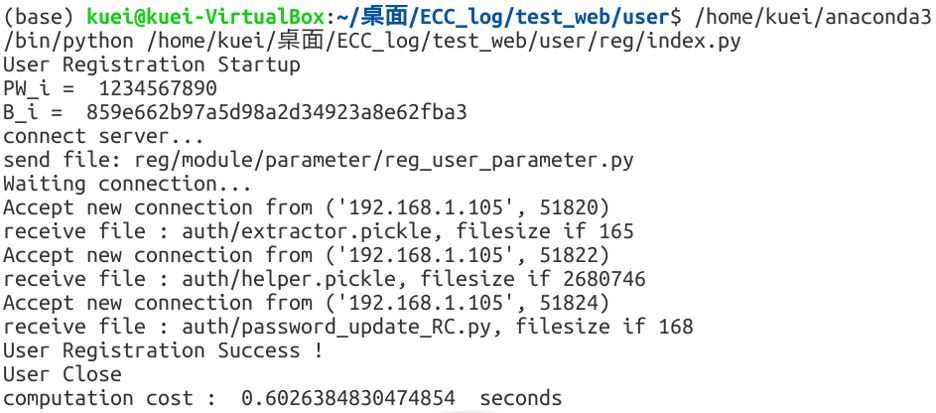 (base) kuei@kuei-VirtualBox:~/桌面/ECC_log/test_web/user$ /home/kuei/anaconda3
/bin/python /home/kuei/桌面/ECC_log/test_web/user/reg/index.py
User Registration Startup
PW_i =  1234567890
B_i =  859e662b97a5d98a2d34923a8e62fba3
connect server...
send file: reg/module/parameter/reg_user_parameter.py
Waiting connection...
Accept new connection from ('192.168.1.105', 51820)
receive file : auth/extractor.pickle, filesize if 165
Accept new connection from ('192.168.1.105', 51822)
receive file : auth/helper.pickle, filesize if 2680746
Accept new connection from ('192.168.1.105', 51824)
receive file : auth/password_update_RC.py, filesize if 168
User Registration Success !
User Close
computation cost :  0.6026384830474854  seconds